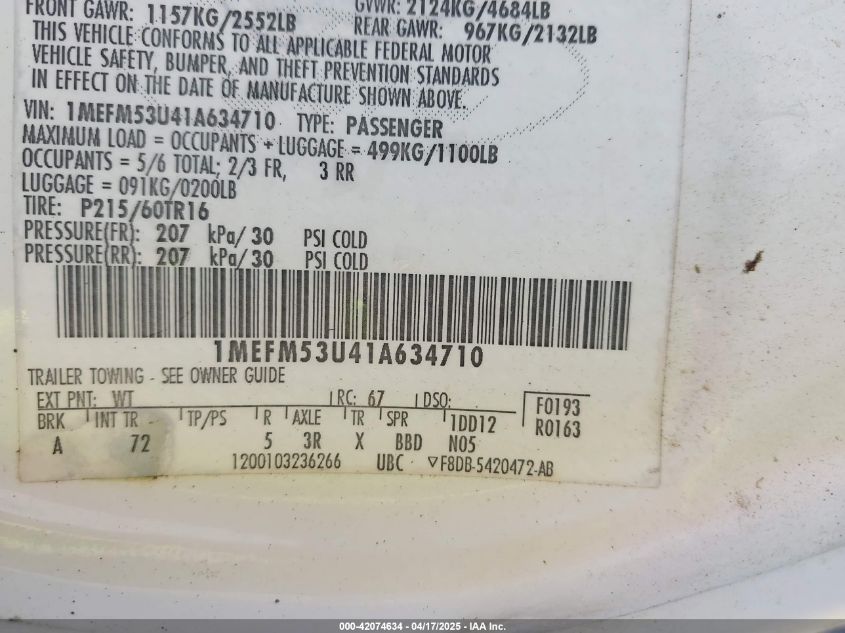 FRONT GAWR: 1157KG/2552LB GVWR: 2124KG/4684LB
REAR GAWR: 967KG/2132LB
THIS VEHICLE CONFORMS TO ALL APPLICABLE FEDERAL MOTOR
VEHICLE SAFETY, BUMPER, AND THEFT PREVENTION STANDARDS
IN EFFECT ON THE DATE OF MANUFACTURE SHOWN ABOVE.
VIN: 1MEFM53U41A634710 TYPE: PASSENGER
MAXIMUM LOAD = OCCUPANTS + LUGGAGE = 499KG/1100LB
OCCUPANTS = 5/6 TOTAL; 2/3 FR, 3 RR
LUGGAGE = 091KG/0200LB
TIRE: P215/60TR16
PRESSURE(FR): 207 kPa/ 30 PSI COLD
PRESSURE(RR): 207 kPa/ 30 PSI COLD
1MEFM53U41A634710
TRAILER TOWING - SEE OWNER GUIDE
EXT PNT: WT RC: 67 DSO: F0193
BRK INT TR TP/PS R AXLE TR SPR 1DD12 R0163
A 72 5 3R X BBD N05
1200103236266 UBC ▽F8DB-5420472-AB
000-42074634 - 04/17/2025 - IAA Inc.